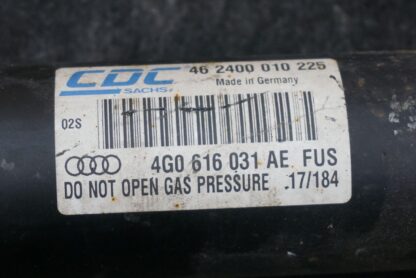 CDC
SACHS
46 2400 010 225
Made in Germany
02S
4G0 616 031 AE FUS
DO NOT OPEN GAS PRESSURE .17/184